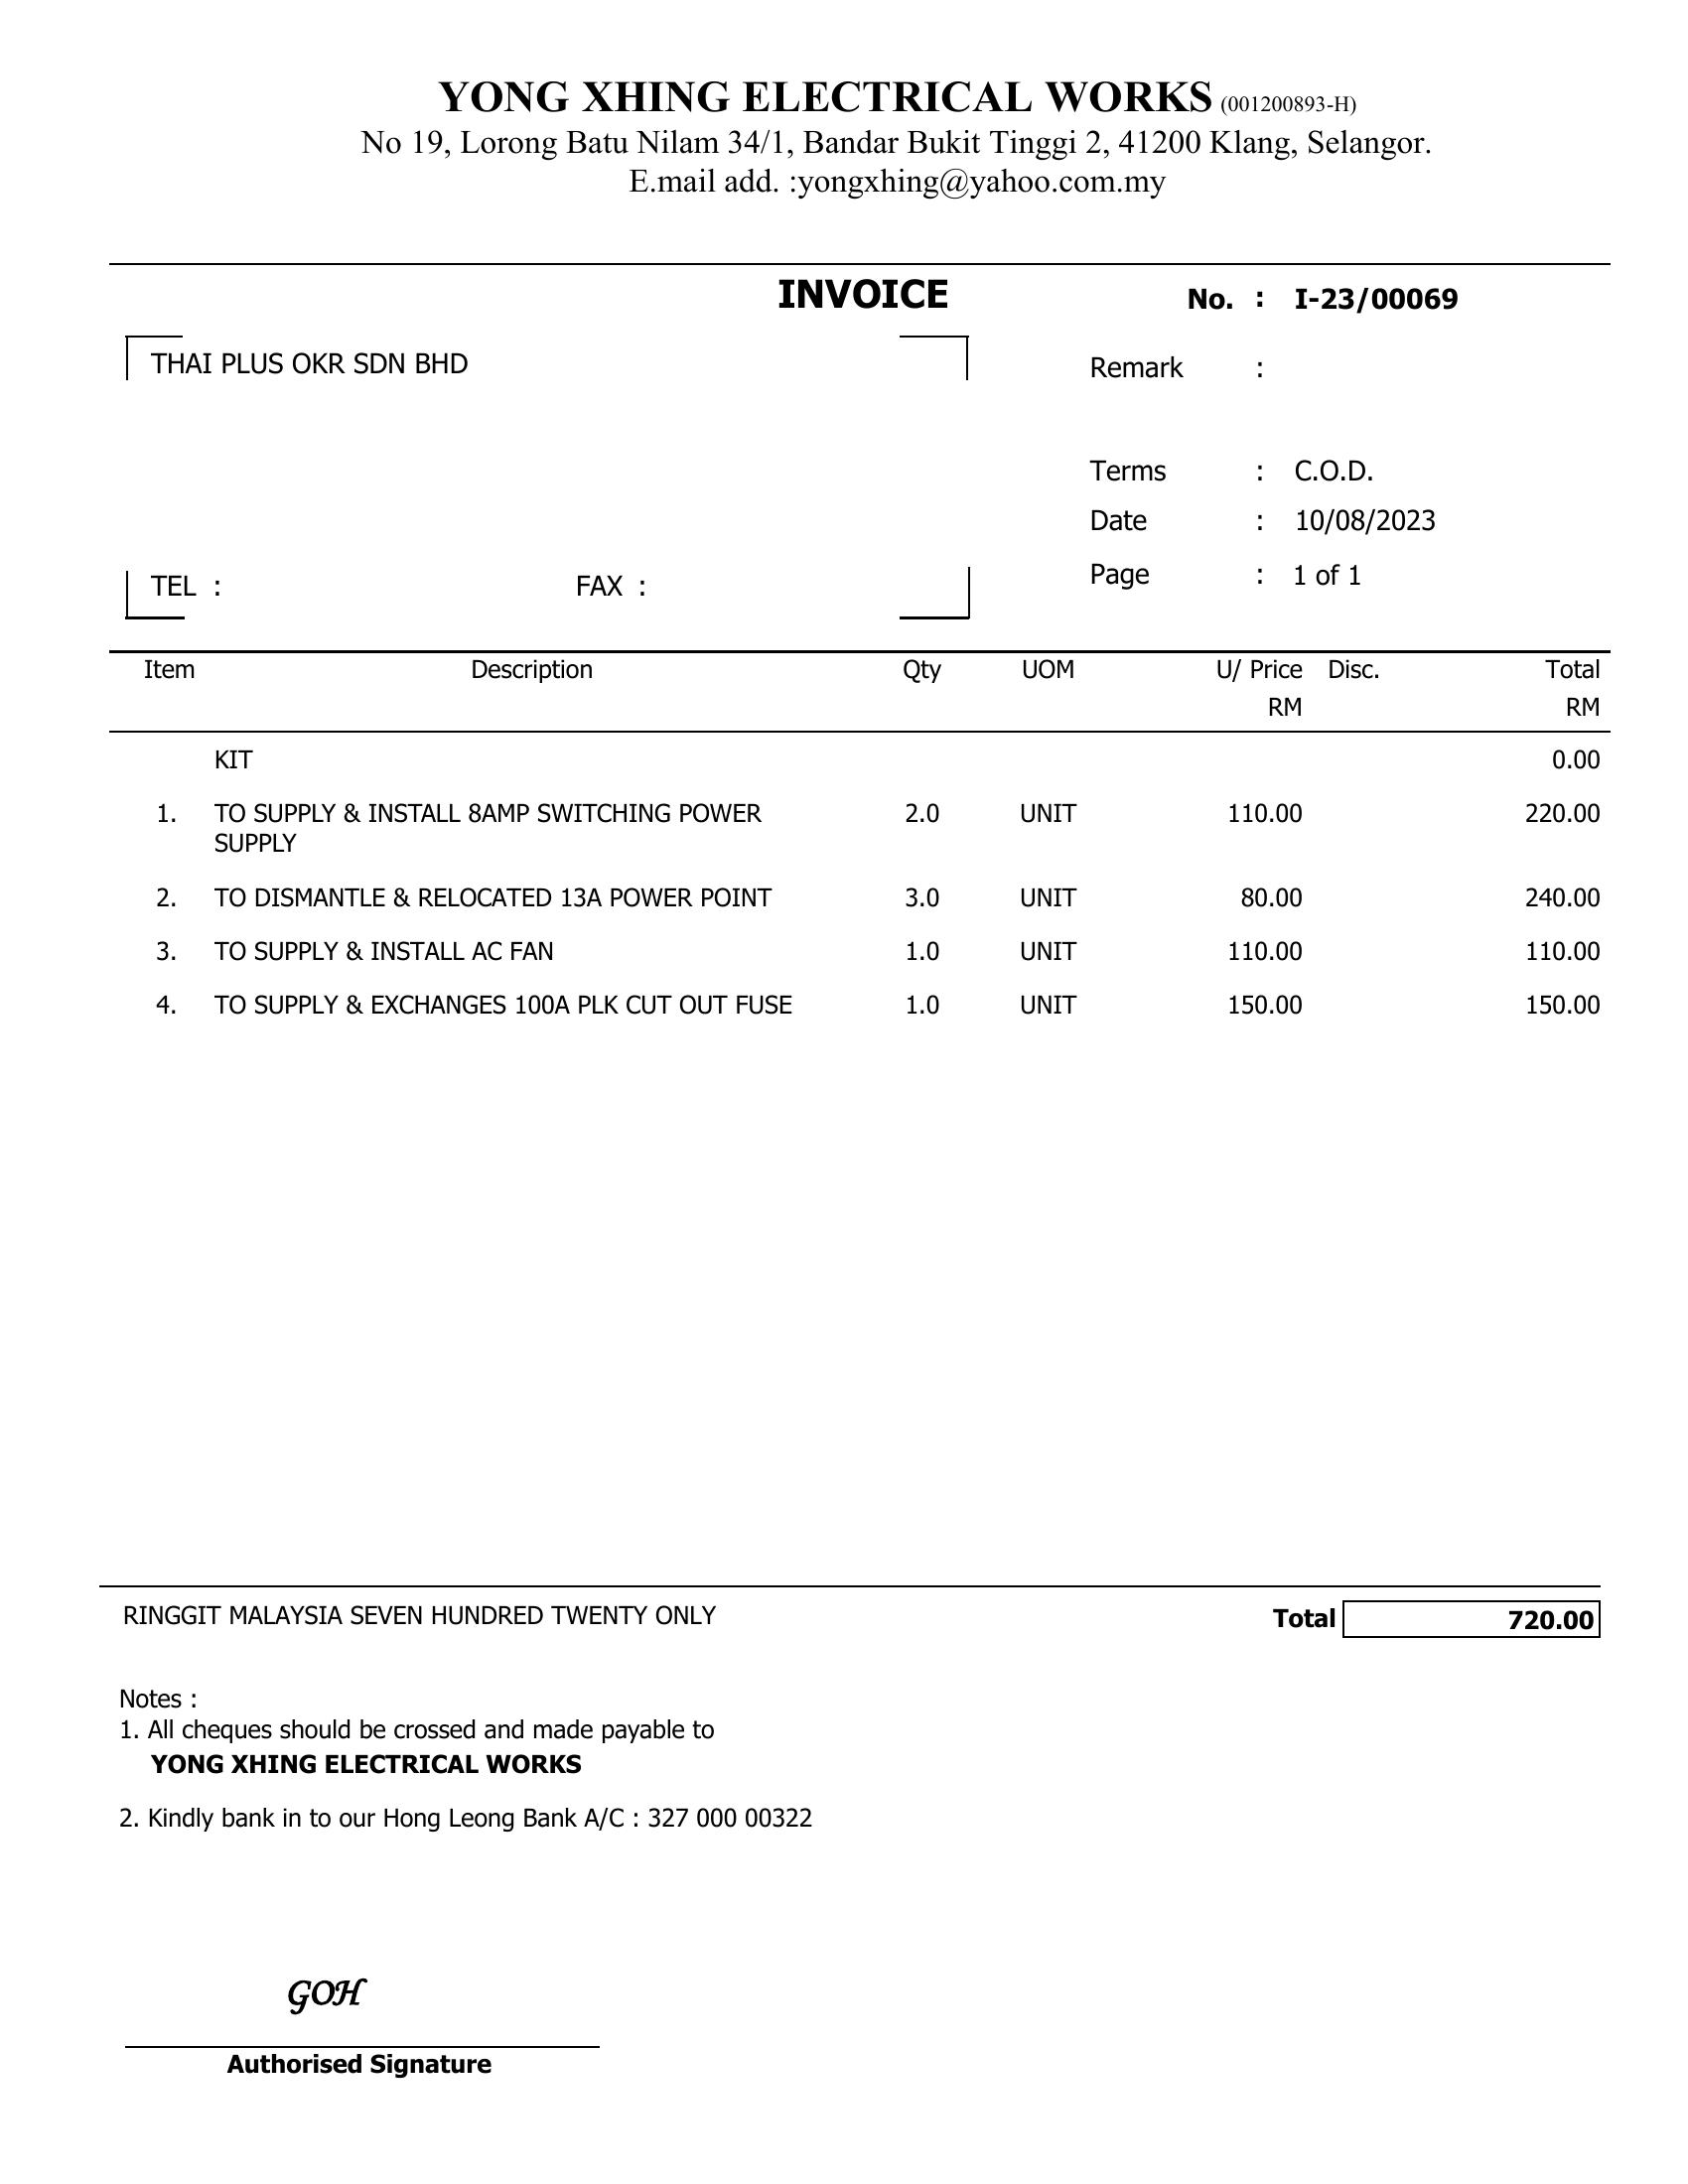 YONG XHING ELECTRICAL WORKS (001200893-H)
No 19, Lorong Batu Nilam 34/1, Bandar Bukit Tinggi 2, 41200 Klang, Selangor.
E.mail add. :yongxhing@yahoo.com.my
INVOICE
No. : I-23/00069
THAI PLUS OKR SDN BHD
Remark :
Terms : C.O.D.
Date : 10/08/2023
TEL : FAX :
Page : 1 of 1
Item Description Qty UOM U/ Price Disc. Total
RM RM
KIT 0.00
1. TO SUPPLY & INSTALL 8AMP SWITCHING POWER 2.0 UNIT 110.00 220.00
SUPPLY
2. TO DISMANTLE & RELOCATED 13A POWER POINT 3.0 UNIT 80.00 240.00
3. TO SUPPLY & INSTALL AC FAN 1.0 UNIT 110.00 110.00
4. TO SUPPLY & EXCHANGES 100A PLK CUT OUT FUSE 1.0 UNIT 150.00 150.00
RINGGIT MALAYSIA SEVEN HUNDRED TWENTY ONLY Total 720.00
Notes :
1. All cheques should be crossed and made payable to
YONG XHING ELECTRICAL WORKS
2. Kindly bank in to our Hong Leong Bank A/C : 327 000 00322
GOH
Authorised Signature